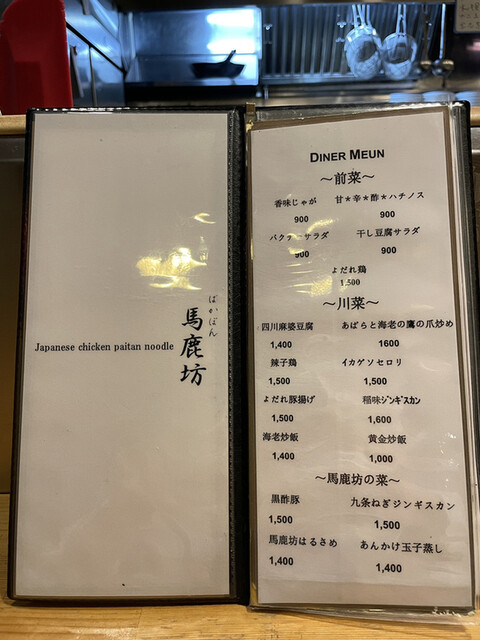 ばかぼん
馬鹿坊
Japanese chicken paitan noodle
DINER MEUN
～前菜～
香味じゃが 甘＊辛＊酢＊ハチノス
900 900
パクチーサラダ 干し豆腐サラダ
900 900
よだれ鶏
1,500
～川菜～
四川麻婆豆腐 あばらと海老の鷹の爪炒め
1,400 1600
辣子鶏 イカゲソセロリ
1,500 1,500
よだれ豚揚げ ジンギスカン
1,500 1,600
海老炒飯 黄金炒飯
1,400 1,000
～馬鹿坊の菜～
黒酢豚 九条ねぎジンギスカン
1,500 1,500
馬鹿坊はるさめ あんかけ玉子蒸し
1,400 1,400